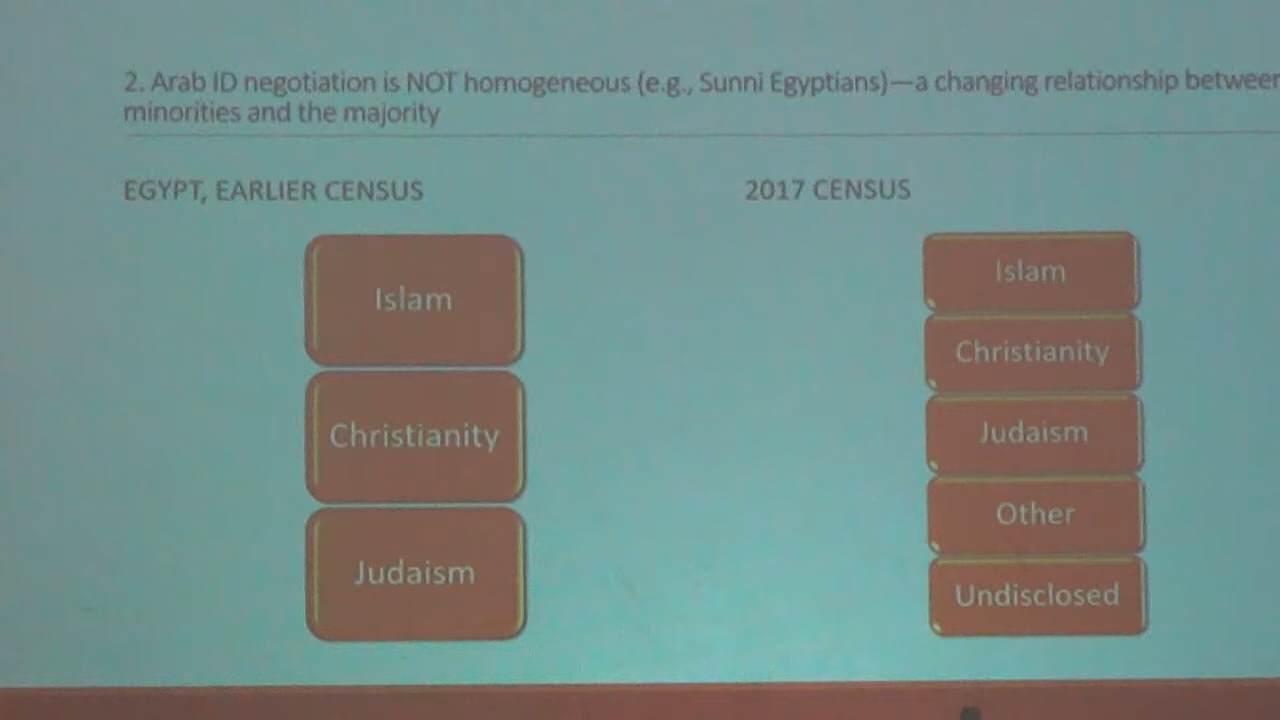 2. Arab ID negotiation is NOT homogeneous (e.g., Sunni Egyptians)—a changing relationship between
minorities and the majority
EGYPT, EARLIER CENSUS
Islam
Christianity
Judaism
2017 CENSUS
Islam
Christianity
Judaism
Other
Undisclosed